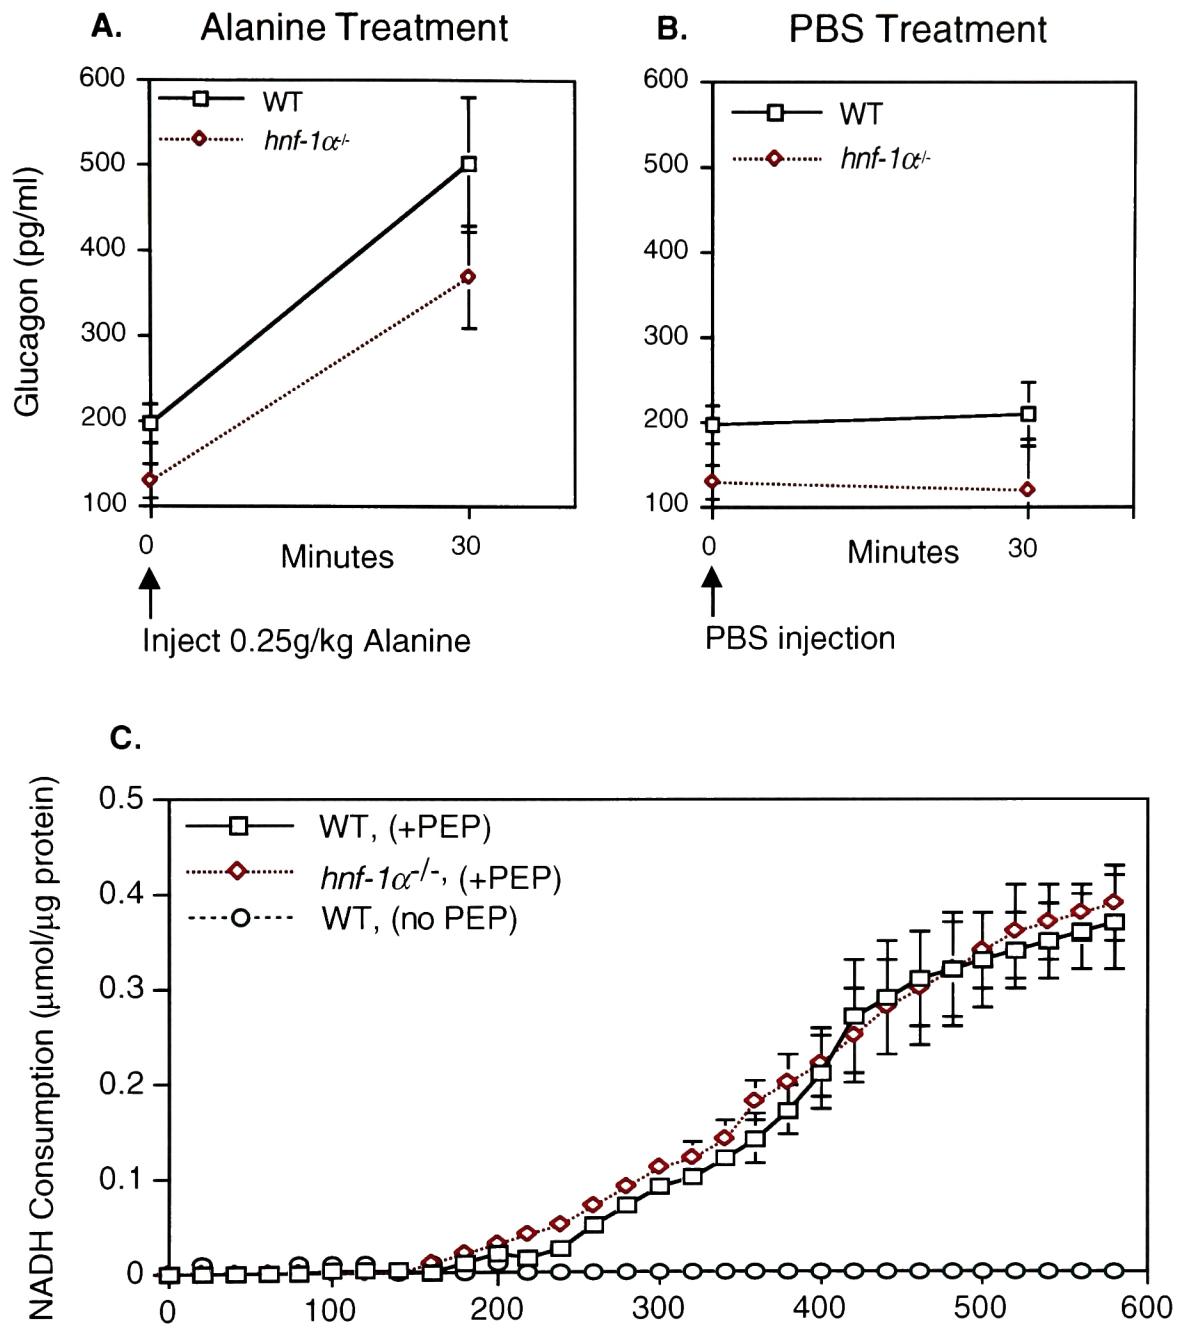 A. Alanine Treatment
B. PBS Treatment
Glucagon (pg/ml)
600
500
400
300
200
100
WT
hnf-1α-/-
0
Minutes
30
Inject 0.25g/kg Alanine
600
500
400
300
200
100
WT
hnf-1α-/-
0
Minutes
30
PBS injection
C.
NADH Consumption (μmol/μg protein)
0.5
0.4
0.3
0.2
0.1
0
WT, (+PEP)
hnf-1α-/-, (+PEP)
WT, (no PEP)
0
100
200
300
400
500
600